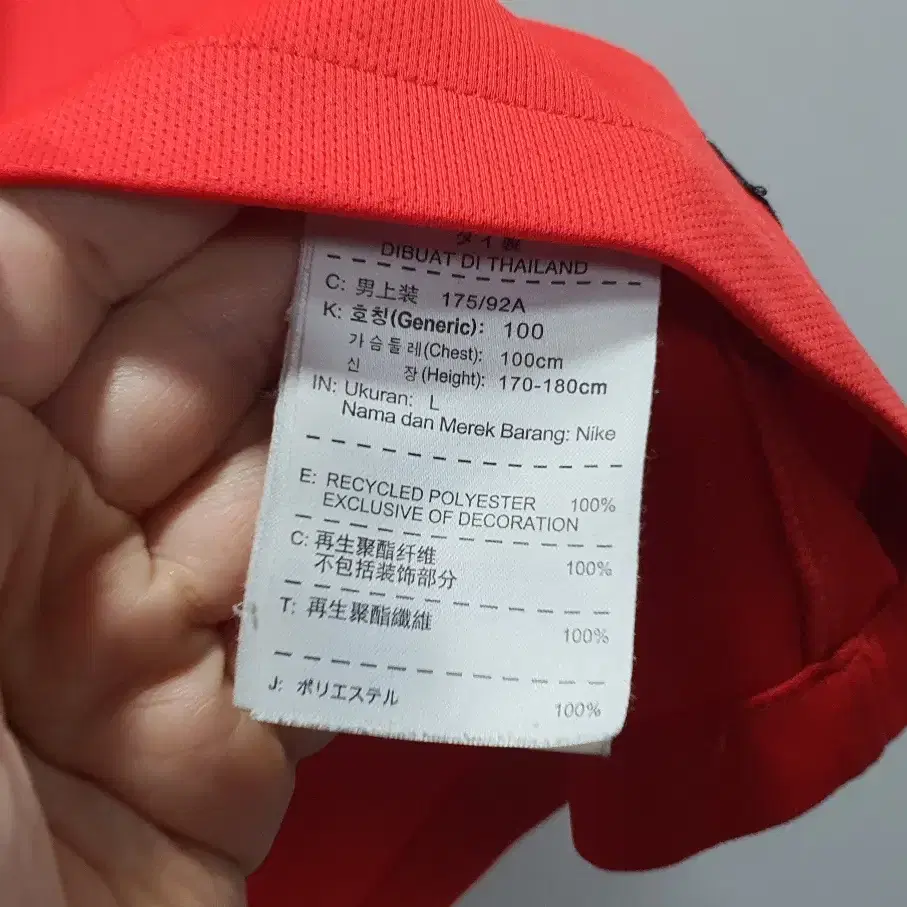 タイ製
DIBUAT DI THAILAND
C: 男上装 175/92A
K: 호칭(Generic): 100
가슴둘레(Chest): 100cm
신 장(Height): 170-180cm
IN: Ukuran: L
Nama dan Merek Barang: Nike
E: RECYCLED POLYESTER 100%
EXCLUSIVE OF DECORATION
C: 再生聚酯纤维
不包括装饰部分 100%
T: 再生聚酯纖維
100%
J: ポリエステル 100%